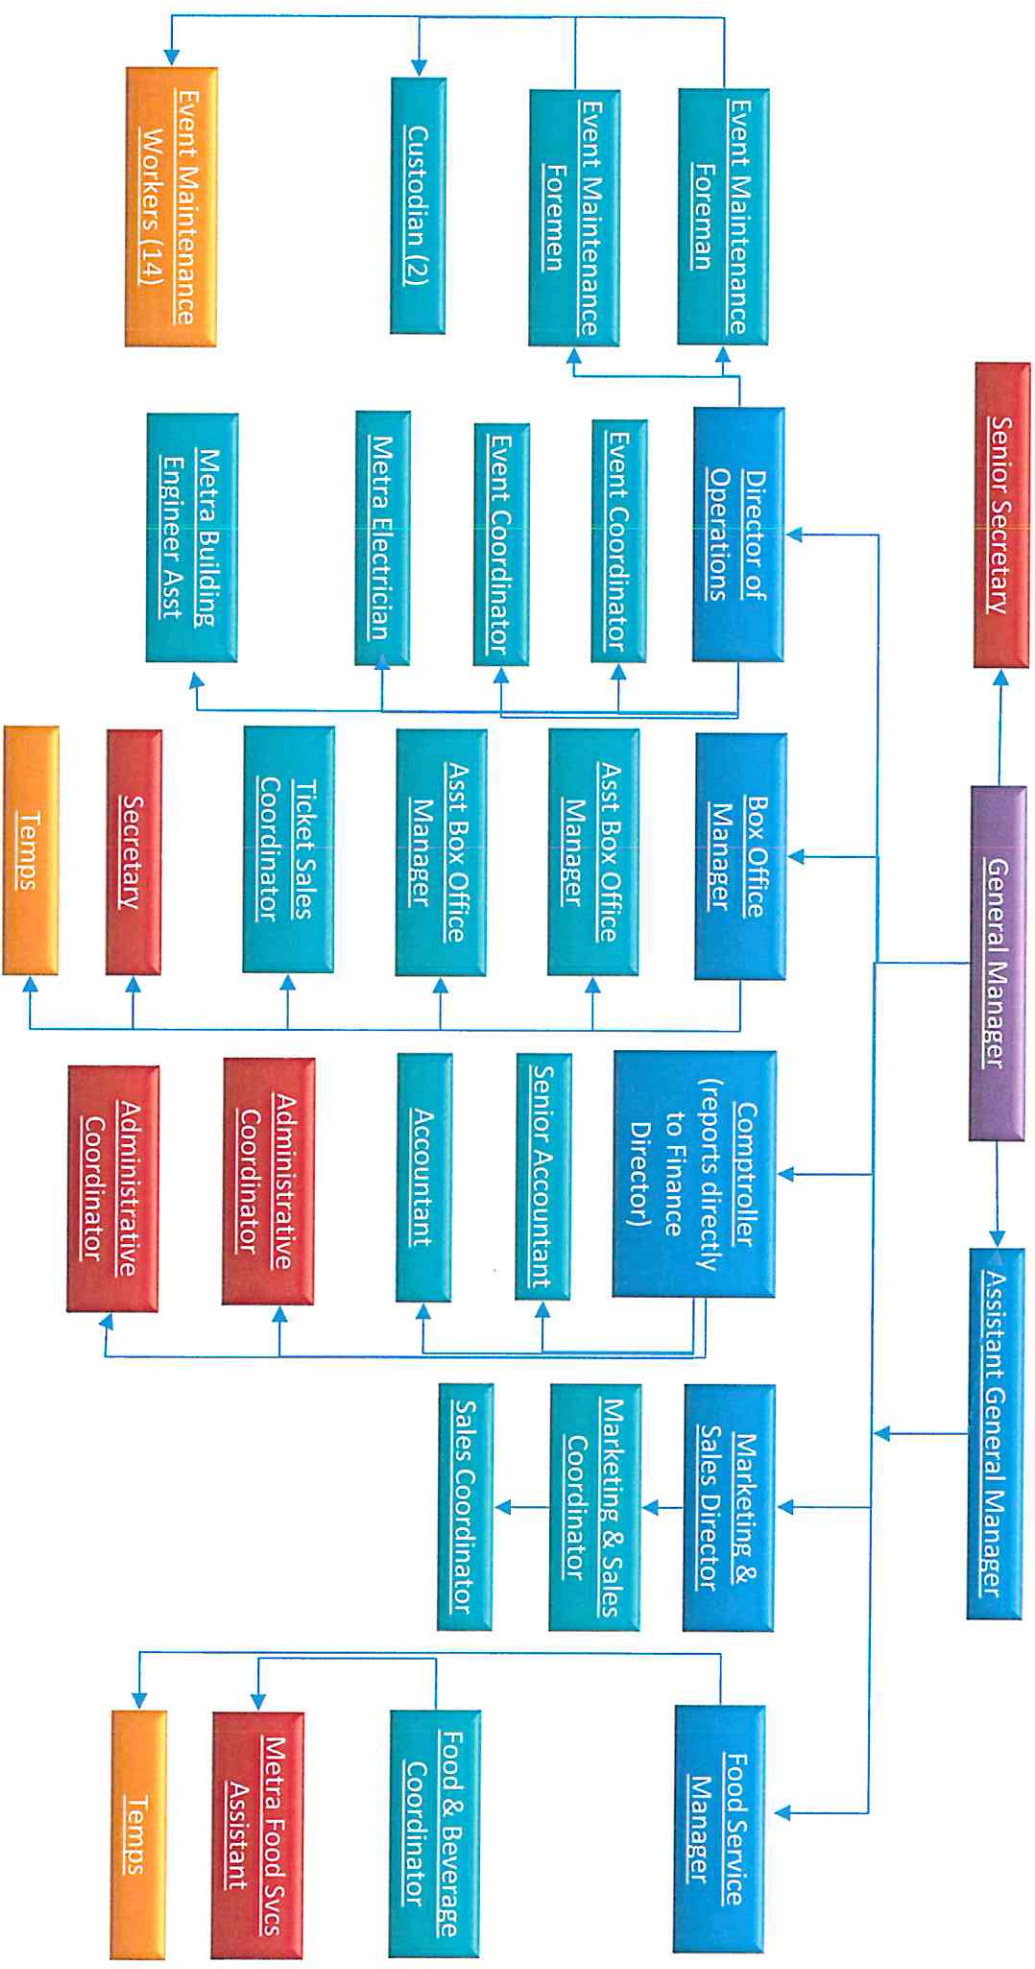 Senior Secretary
General Manager
Assistant General Manager
Director of
Operations
Box Office
Manager
Comptroller
(reports directly
to Finance
Director)
Marketing &
Sales Director
Food Service
Manager
Event Maintenance
Foreman
Event Maintenance
Foremen
Custodian (2)
Event Maintenance
Workers (14)
Event Coordinator
Event Coordinator
Metra Electrician
Metra Building
Engineer Asst
Asst Box Office
Manager
Asst Box Office
Manager
Ticket Sales
Coordinator
Secretary
Temps
Senior Accountant
Accountant
Administrative
Coordinator
Administrative
Coordinator
Marketing & Sales
Coordinator
Sales Coordinator
Food & Beverage
Coordinator
Metra Food Svcs
Assistant
Temps